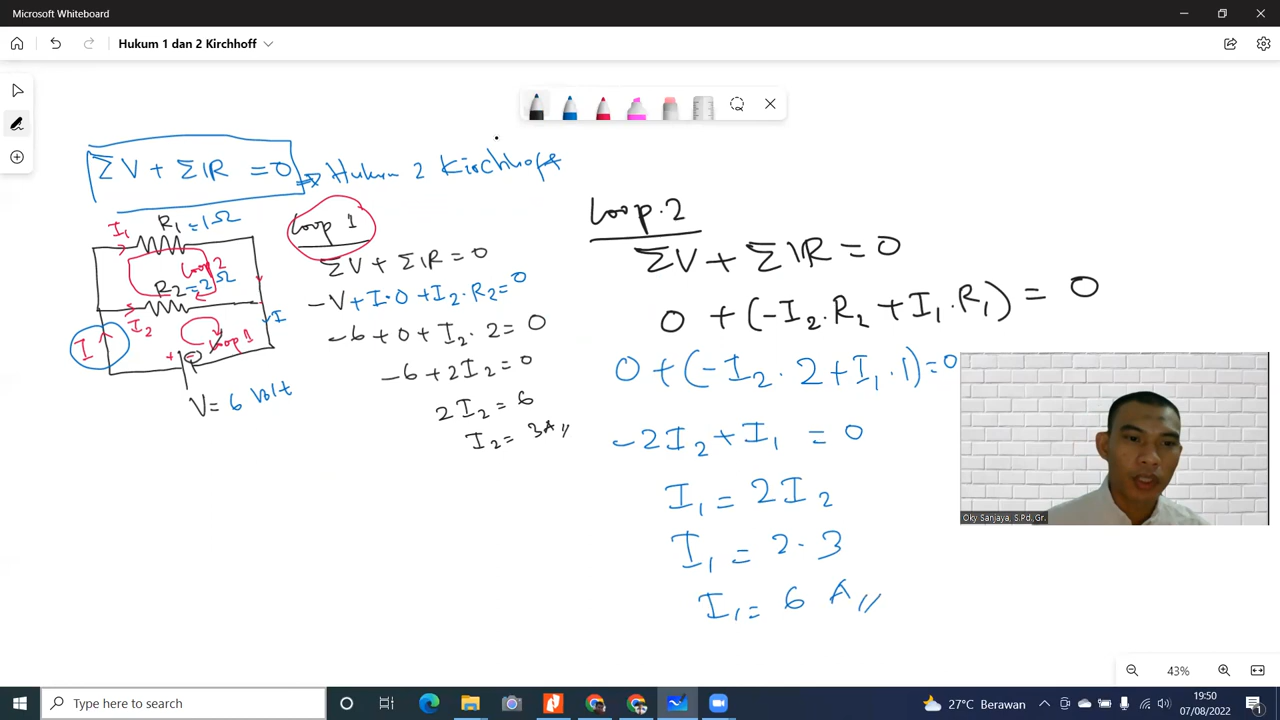 Microsoft Whiteboard
Hukum 1 dan 2 Kirchhoff
ΣV + ΣIR = 0 → Hukum 2 Kirchhoff
I₁ R₁ = 1Ω
Loop 2
R₂ = 2Ω
I₂
I
I
+ -
Loop 1
V = 6 Volt
Loop 1
ΣV + ΣIR = 0
-V + I·0 + I₂·R₂ = 0
-6 + 0 + I₂ · 2 = 0
-6 + 2I₂ = 0
2I₂ = 6
I₂ = 3A //
Loop.2
ΣV + ΣIR = 0
0 + (-I₂.R₂ + I₁.R₁) = 0
0 + (-I₂ · 2 + I₁ · 1) = 0
-2I₂ + I₁ = 0
I₁ = 2I₂
I₁ = 2 · 3
I₁ = 6 A //
Oky Sanjaya, S.Pd.,Gr.
43%
Type here to search
27°C Berawan
19:50
07/08/2022
1